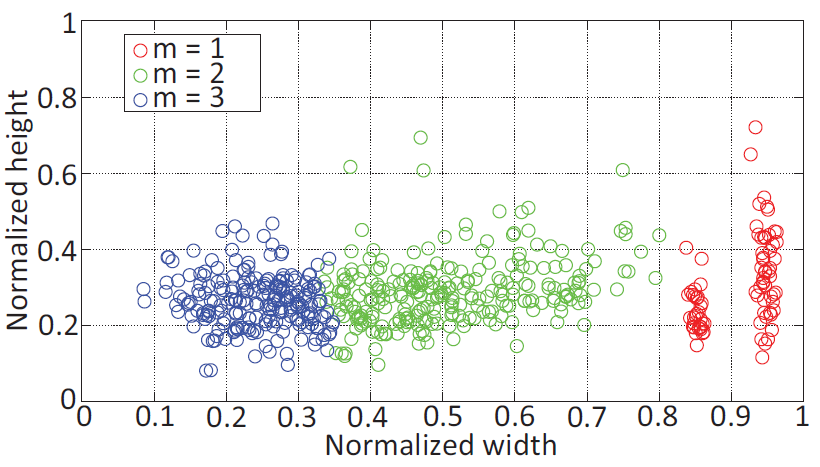 1
0.8
0.6
0.4
0.2
0
Normalized height
m = 1
m = 2
m = 3
0 0.1 0.2 0.3 0.4 0.5 0.6 0.7 0.8 0.9 1
Normalized width